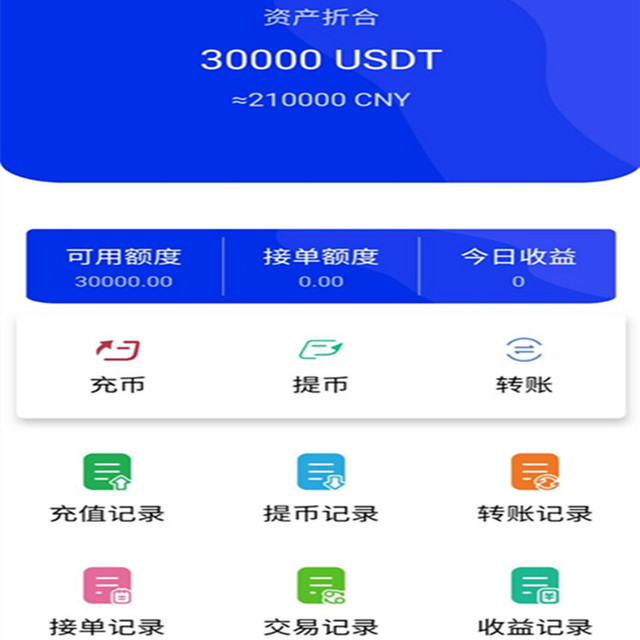 资产折合
30000 USDT
≈210000 CNY
可用额度 接单额度 今日收益
30000.00 0.00 0
充币 提币 转账
充值记录 提币记录 转账记录
接单记录 交易记录 收益记录